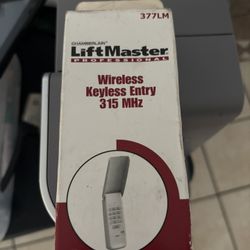 377LM
CHAMBERLAIN®
LiftMaster®
PROFESSIONAL
Wireless
Keyless Entry
315 MHz